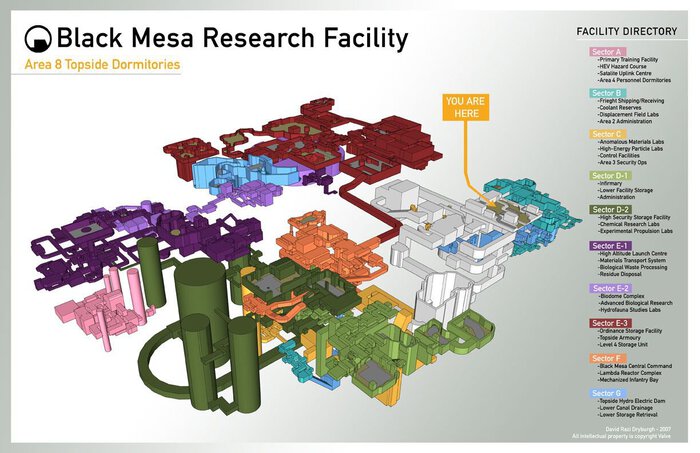 Black Mesa Research Facility
Area 8 Topside Dormitories
YOU ARE
HERE
FACILITY DIRECTORY
Sector A
-Primary Training Facility
-HEV Hazard Course
-Satalite Uplink Centre
-Area 4 Personnel Dormitories
Sector B
-Frieght Shipping/Receiving
-Coolant Reserves
-Displacement Field Labs
-Area 2 Administration
Sector C
-Anomalous Materials Labs
-High-Energy Particle Labs
-Control Facilities
-Area 3 Security Ops
Sector D-1
-Infirmary
-Lower Facility Storage
-Administration
Sector D-2
-High Security Storage Facility
-Chemical Research Labs
-Experimental Propulsion Labs
Sector E-1
-High Altitude Launch Centre
-Materials Transport System
-Biological Waste Processing
-Residue Disposal
Sector E-2
-Biodome Complex
-Advanced Biological Research
-Hydrofauna Studies Labs
Sector E-3
-Ordinance Storage Facility
-Topside Armoury
-Level 4 Storage Unit
Sector F
-Black Mesa Central Command
-Lambda Reactor Complex
-Mechanized Infantry Bay
Sector G
-Topside Hydro Electric Dam
-Lower Canal Drainage
-Lower Storage Retrieval
David Razi Dryburgh - 2007
All intellectual property is copyright Valve